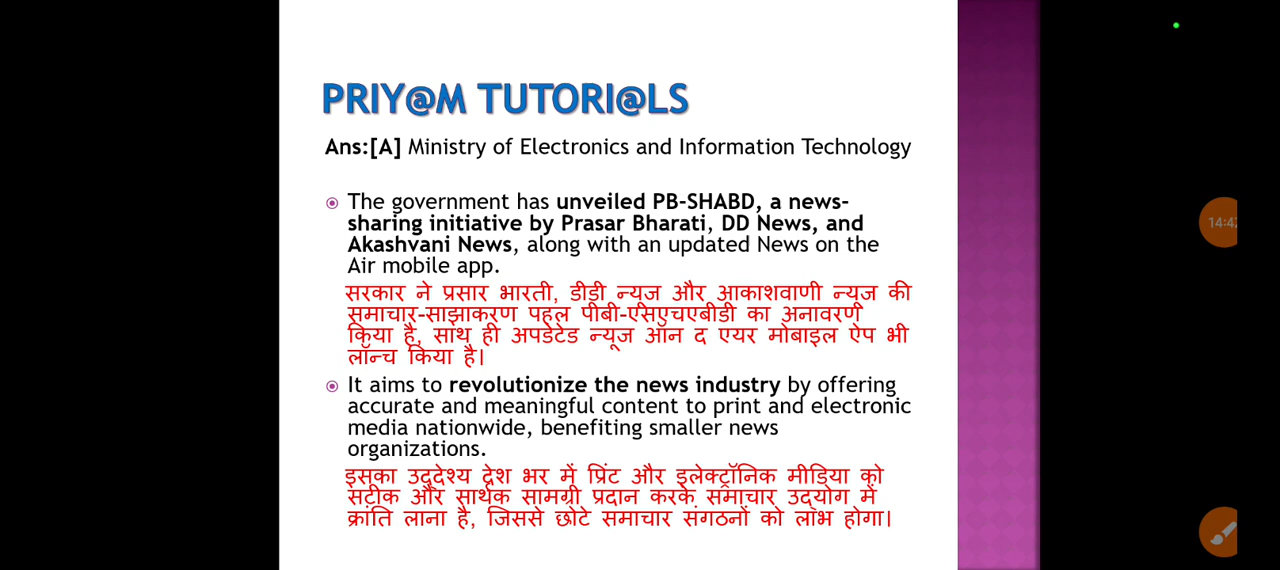 PRIY@M TUTORI@LS
Ans:[A] Ministry of Electronics and Information Technology
The government has unveiled PB-SHABD, a news-
sharing initiative by Prasar Bharati, DD News, and
Akashvani News, along with an updated News on the
Air mobile app.
सरकार ने प्रसार भारती, डीडी न्यूज और आकाशवाणी न्यूज की
समाचार-साझाकरण पहल पीबी-एसएचएबीडी का अनावरण
किया है, साथ ही अपडेटेड न्यूज ऑन द एयर मोबाइल ऐप भी
लॉन्च किया है।
It aims to revolutionize the news industry by offering
accurate and meaningful content to print and electronic
media nationwide, benefiting smaller news
organizations.
इसका उद्देश्य देश भर में प्रिंट और इलेक्ट्रॉनिक मीडिया को
सटीक और सार्थक सामग्री प्रदान करके समाचार उद्योग में
क्रांति लाना है, जिससे छोटे समाचार संगठनों को लाभ होगा।